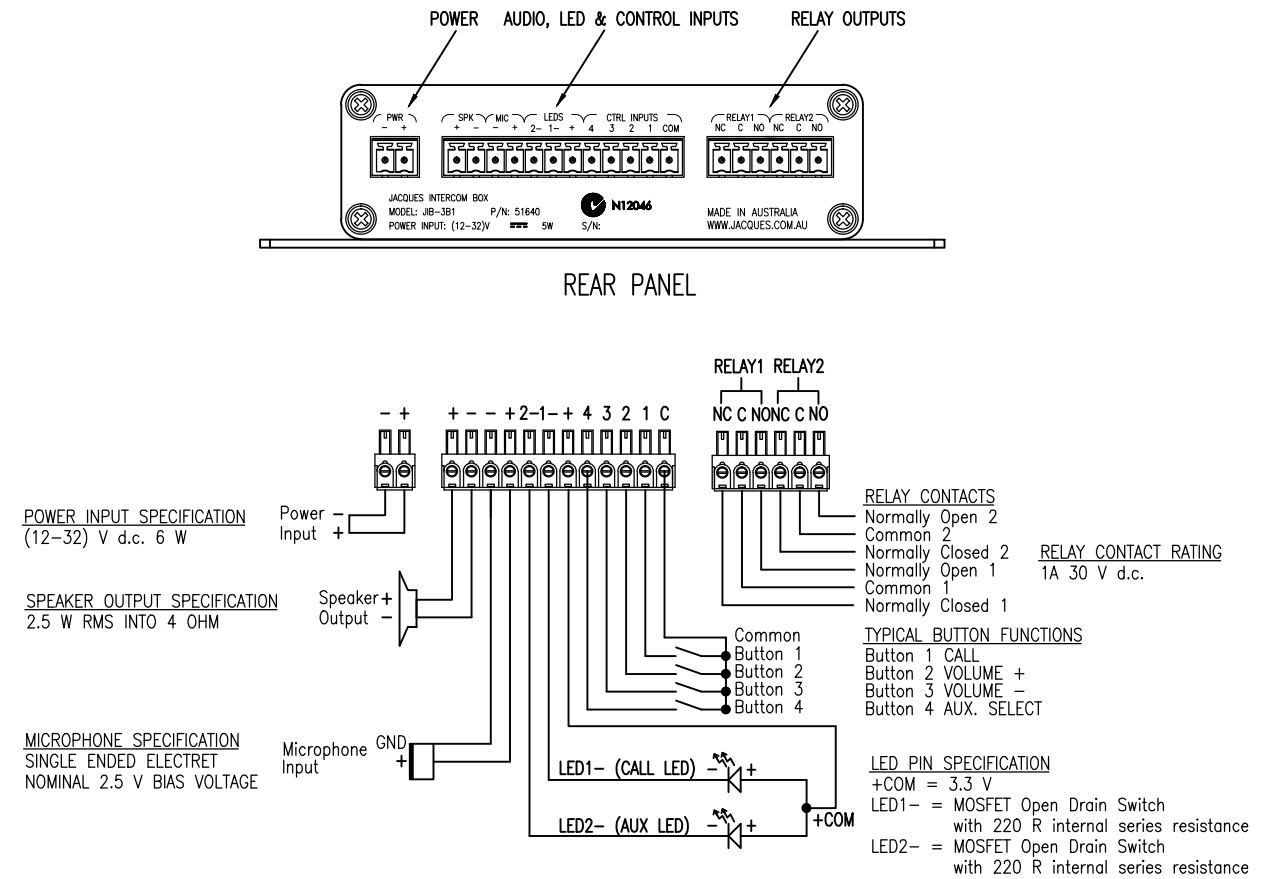 POWER AUDIO, LED & CONTROL INPUTS RELAY OUTPUTS
PWR SPK MIC LEDS CTRL INPUTS RELAY1 RELAY2
- + + - - + 2- 1- + 4 3 2 1 COM NC C NO NC C NO
JACQUES INTERCOM BOX
MODEL: JIB-3B1 P/N: 51640
POWER INPUT: (12-32)V 5W S/N:
N12046
MADE IN AUSTRALIA
WWW.JACQUES.COM.AU
REAR PANEL
RELAY1 RELAY2
- + + - - + 2- 1- + 4 3 2 1 C NC C NO NC C NO
POWER INPUT SPECIFICATION
(12-32) V d.c. 6 W
Power -
Input +
SPEAKER OUTPUT SPECIFICATION
2.5 W RMS INTO 4 OHM
Speaker +
Output -
MICROPHONE SPECIFICATION
SINGLE ENDED ELECTRET
NOMINAL 2.5 V BIAS VOLTAGE
Microphone GND
Input +
RELAY CONTACTS
Normally Open 2
Common 2
Normally Closed 2
Normally Open 1
Common 1
Normally Closed 1
RELAY CONTACT RATING
1A 30 V d.c.
Common
Button 1
Button 2
Button 3
Button 4
TYPICAL BUTTON FUNCTIONS
Button 1 CALL
Button 2 VOLUME +
Button 3 VOLUME -
Button 4 AUX. SELECT
LED1- (CALL LED) - +
LED2- (AUX LED) - +
+COM
LED PIN SPECIFICATION
+COM = 3.3 V
LED1- = MOSFET Open Drain Switch
with 220 R internal series resistance
LED2- = MOSFET Open Drain Switch
with 220 R internal series resistance